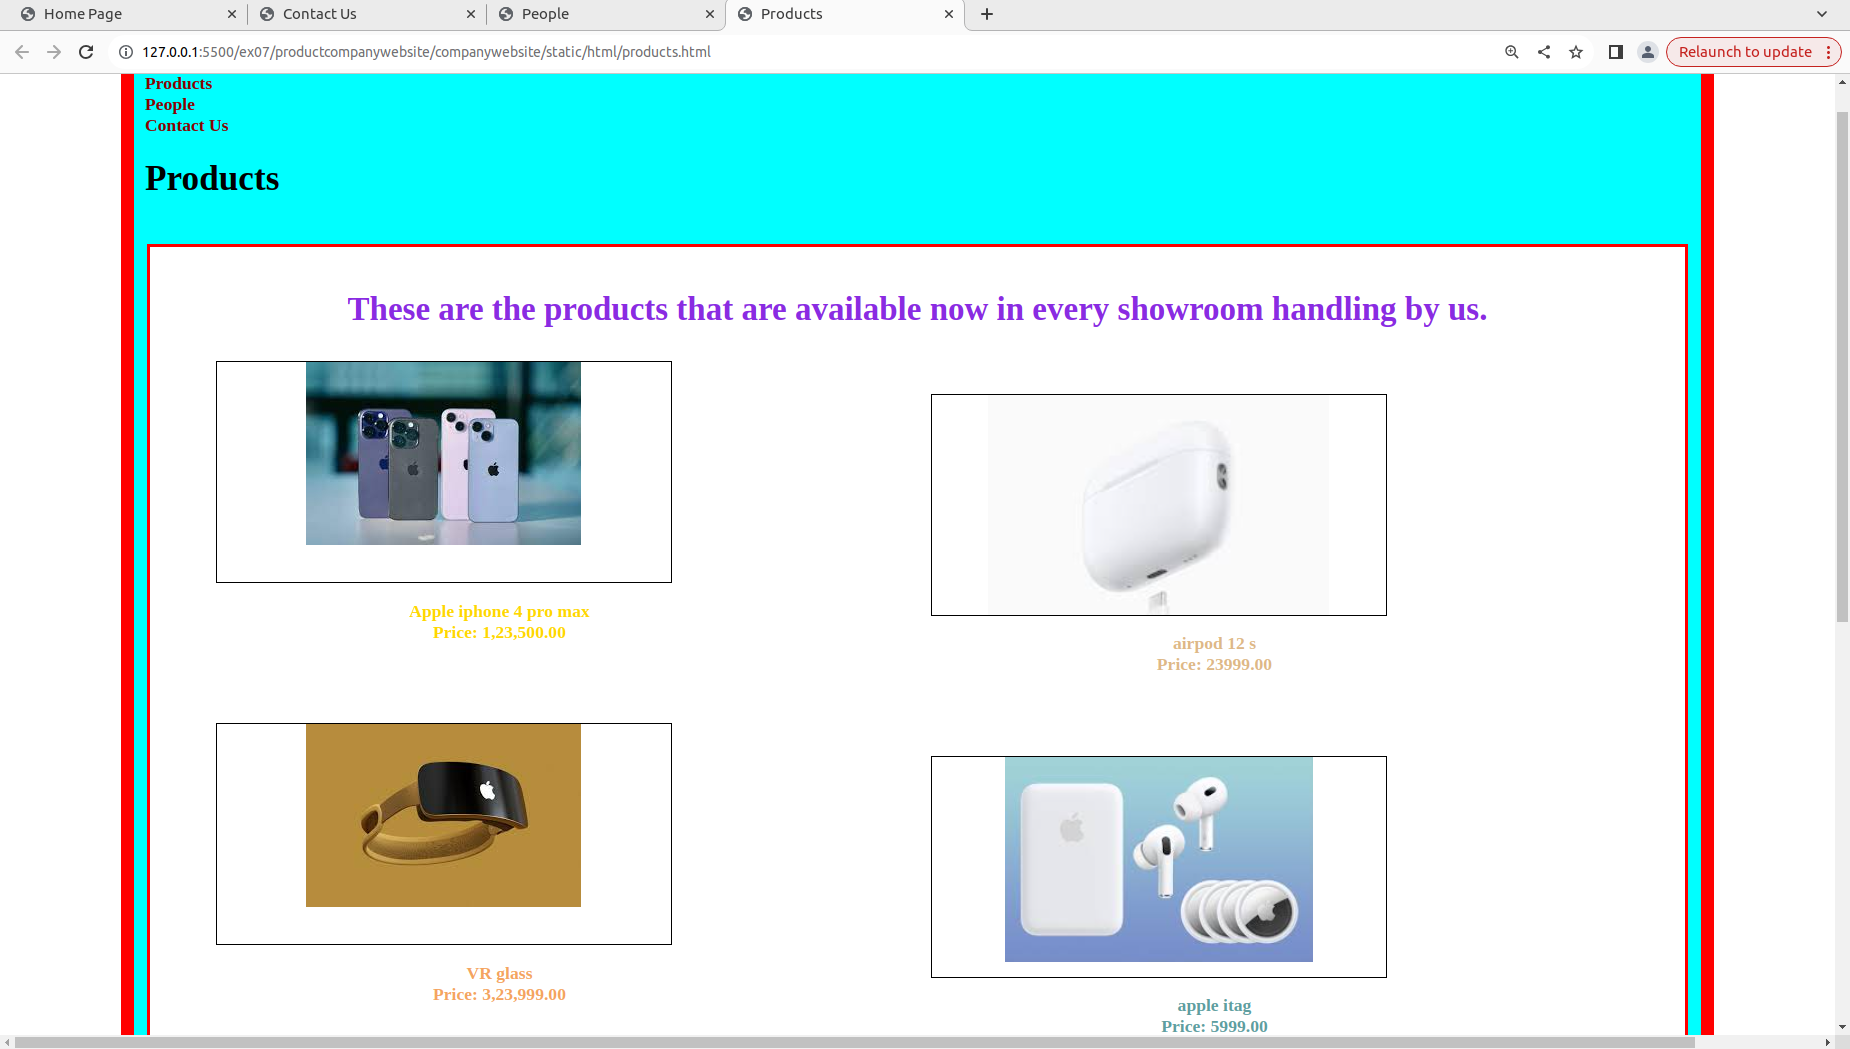 Home Page
Contact Us
People
Products
127.0.0.1:5500/ex07/productcompanywebsite/companywebsite/static/html/products.html
Relaunch to update
Products
People
Contact Us
Products
These are the products that are available now in every showroom handling by us.
Apple iphone 4 pro max
Price: 1,23,500.00
airpod 12 s
Price: 23999.00
VR glass
Price: 3,23,999.00
apple itag
Price: 5999.00